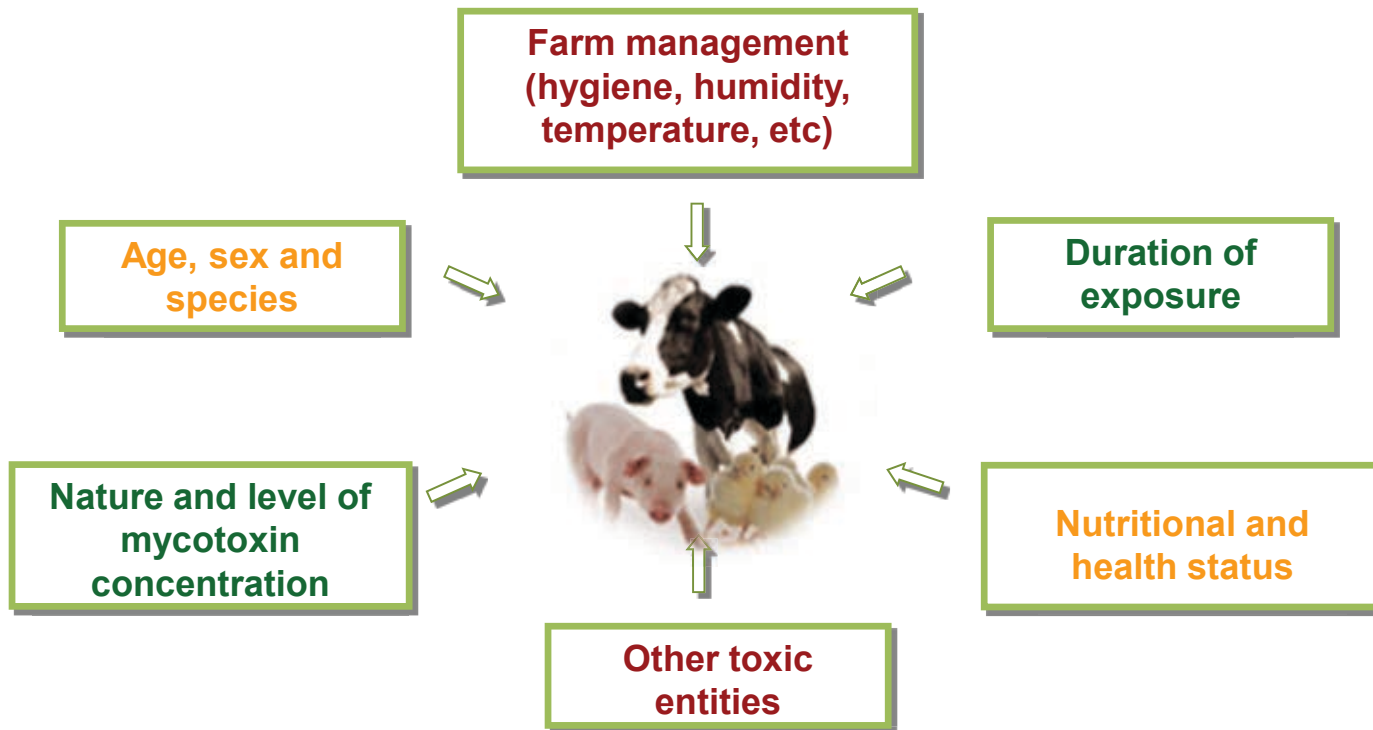 Farm management
(hygiene, humidity,
temperature, etc)
Age, sex and
species
Duration of
exposure
Nature and level of
mycotoxin
concentration
Nutritional and
health status
Other toxic
entities